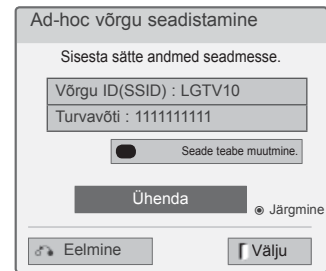 Ad-hoc võrgu seadistamine
Sisesta sätte andmed seadmesse.
Võrgu ID(SSID) : LGTV10
Turvavõti : 1111111111
Seade teabe muutmine.
Ühenda
Järgmine
Eelmine
Välju